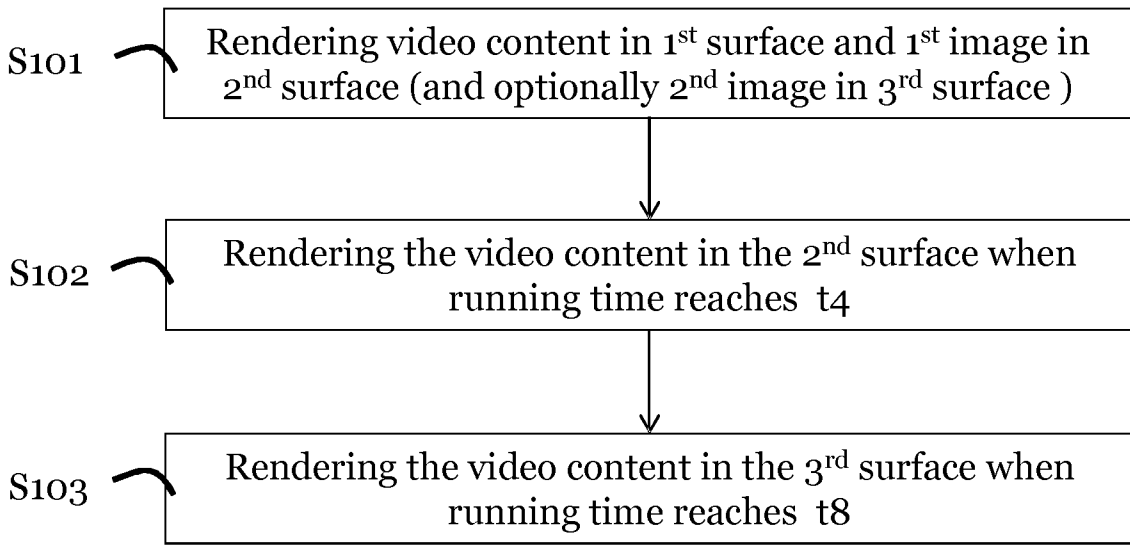 S101
Rendering video content in 1st surface and 1st image in
2nd surface (and optionally 2nd image in 3rd surface )
S102
Rendering the video content in the 2nd surface when
running time reaches t4
S103
Rendering the video content in the 3rd surface when
running time reaches t8